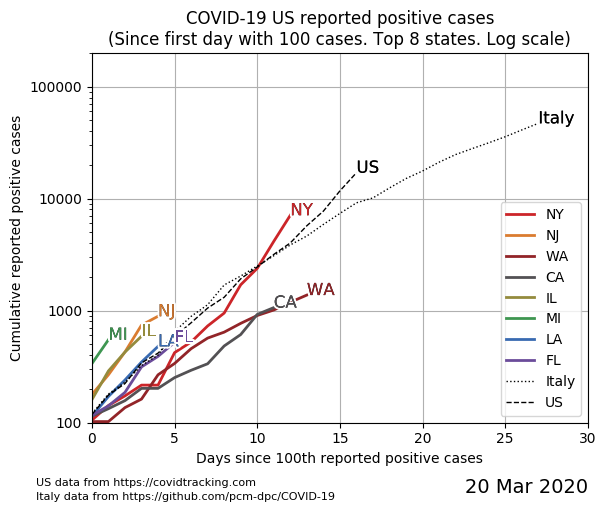 COVID-19 US reported positive cases
(Since first day with 100 cases. Top 8 states. Log scale)
Cumulative reported positive cases
100000
10000
1000
100
Italy
US
NY
WA
CA
NJ
IL
MI
LA
FL
NY
NJ
WA
CA
IL
MI
LA
FL
Italy
US
0 5 10 15 20 25 30
Days since 100th reported positive cases
US data from https://covidtracking.com
Italy data from https://github.com/pcm-dpc/COVID-19
20 Mar 2020